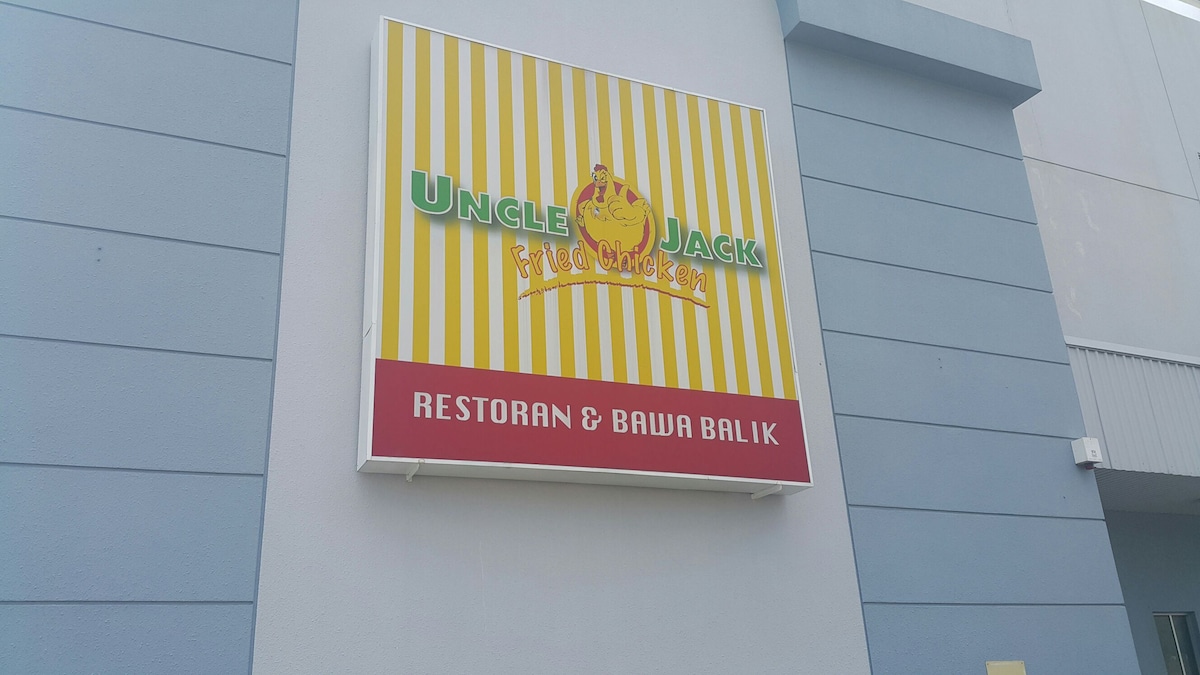 UNCLE JACK
Fried Chicken
RESTORAN & BAWA BALIK